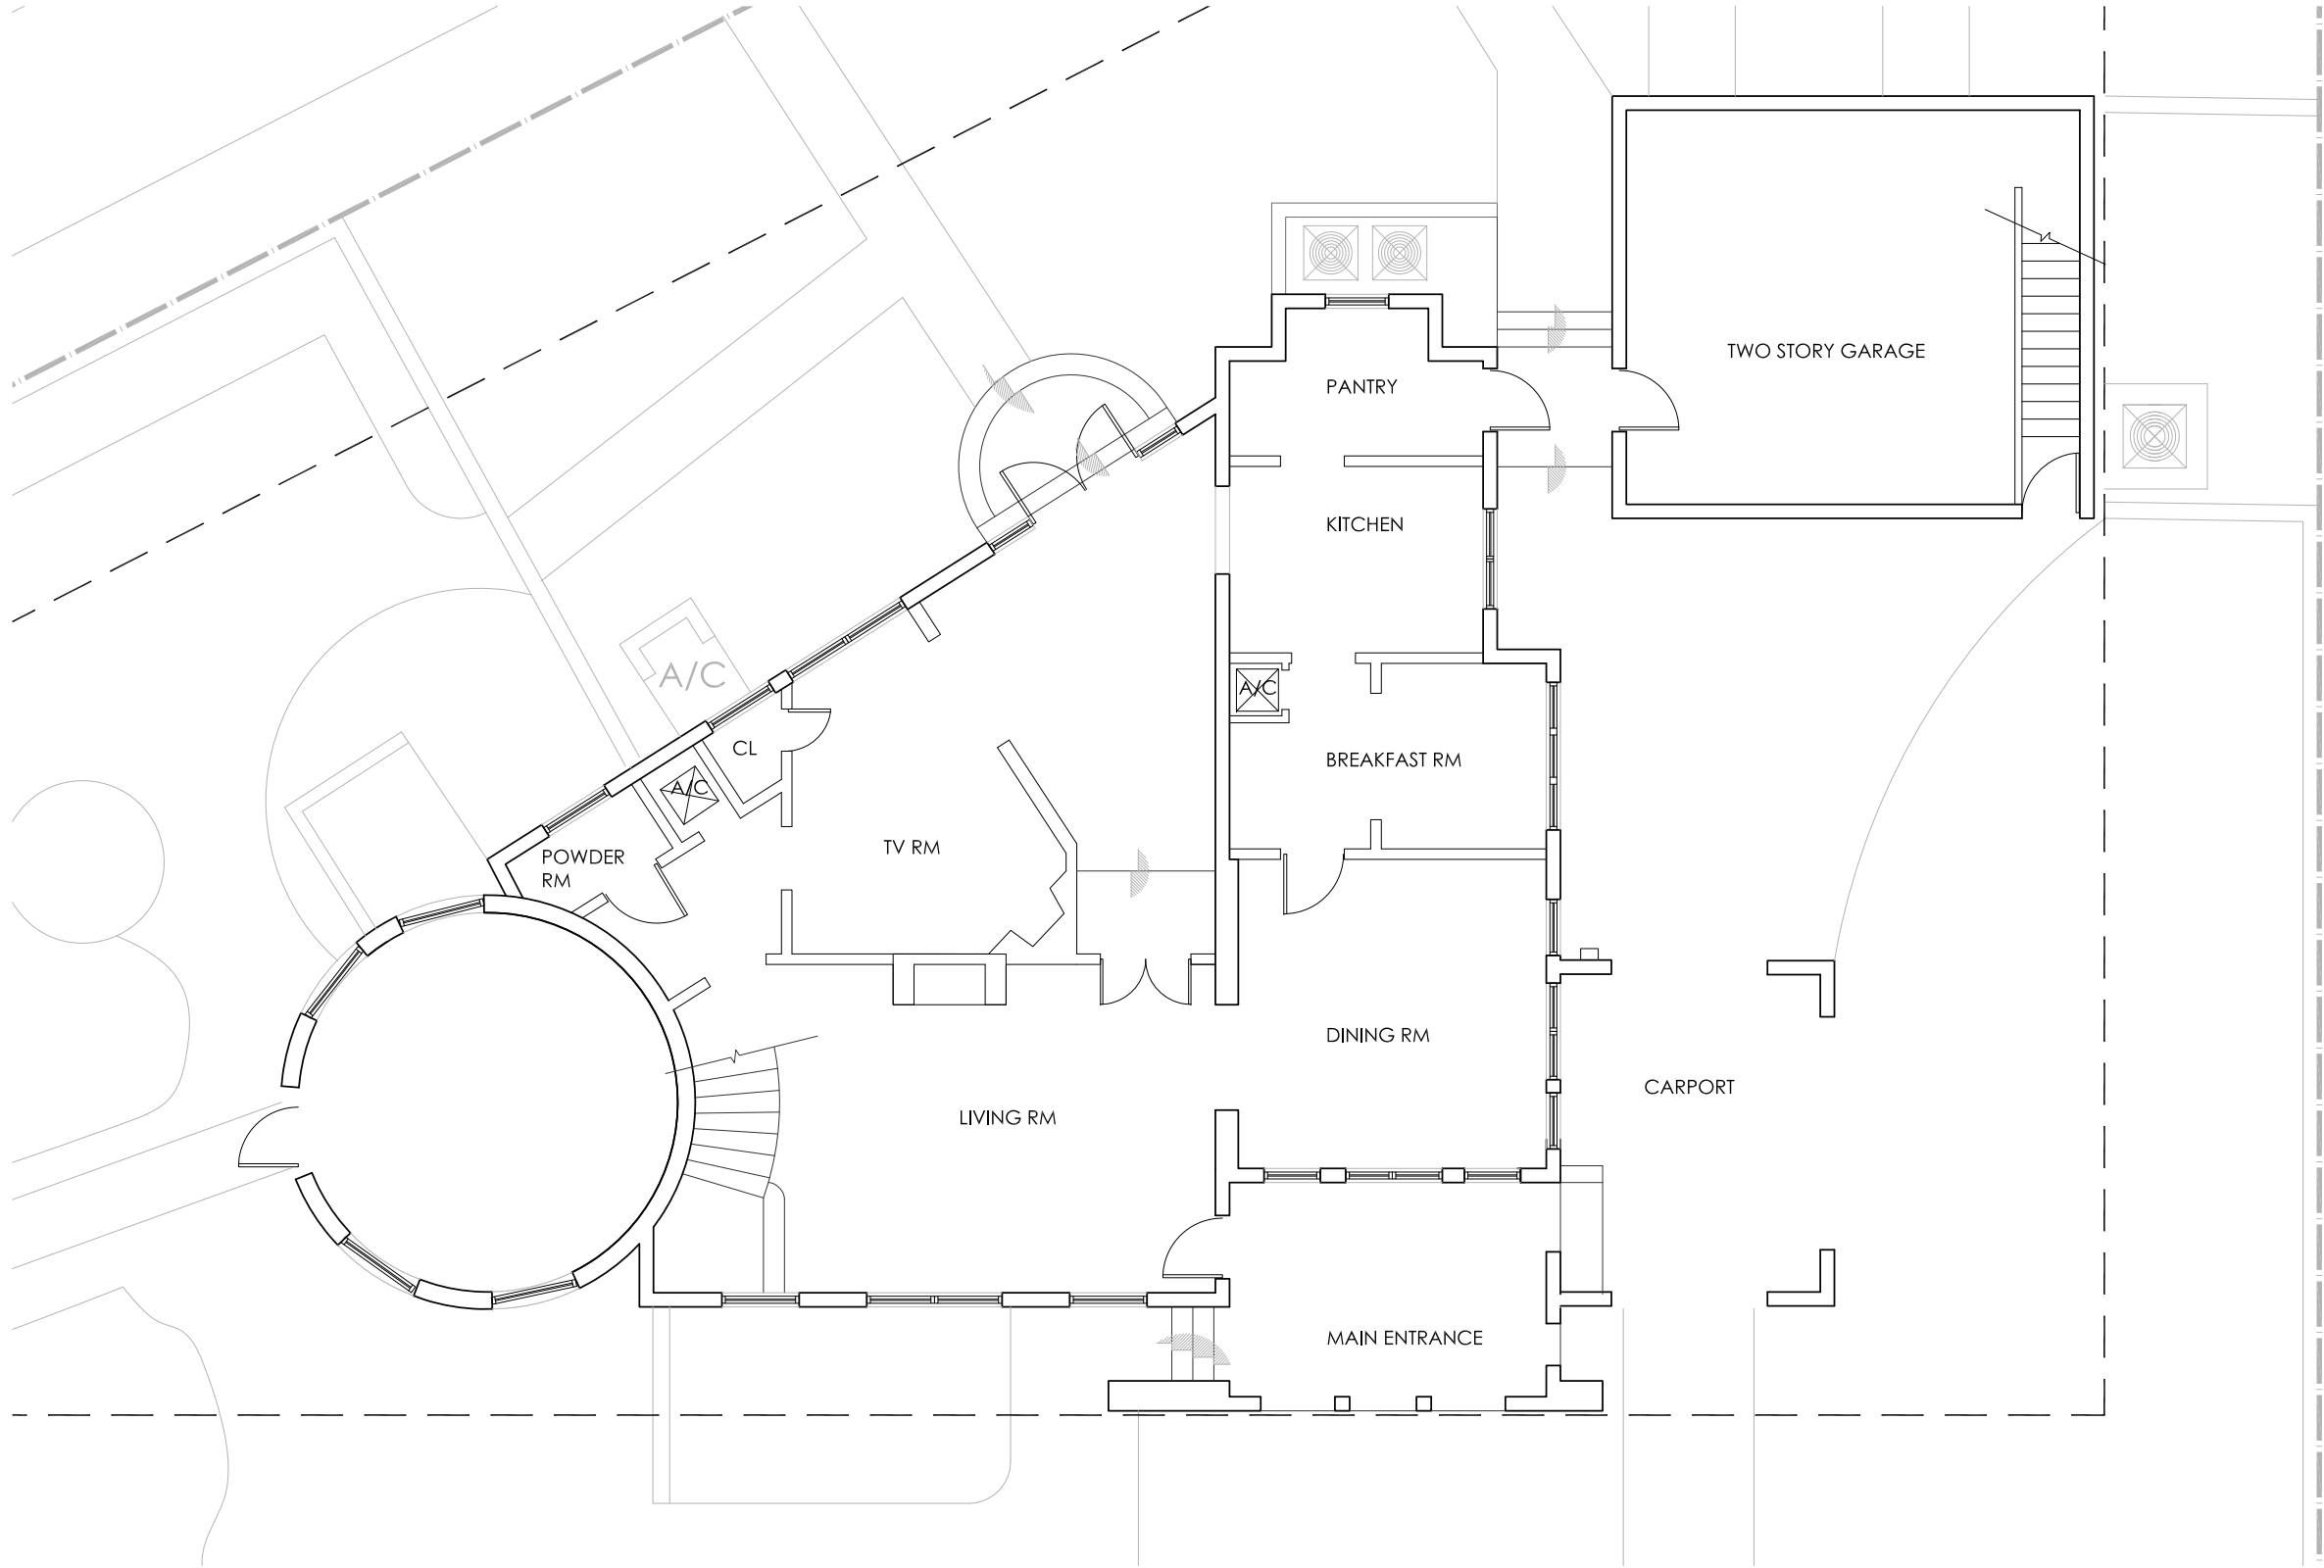 TWO STORY GARAGE
PANTRY
KITCHEN
A/C
A/C
CL
BREAKFAST RM
A/C
TV RM
POWDER
RM
DINING RM
CARPORT
LIVING RM
MAIN ENTRANCE